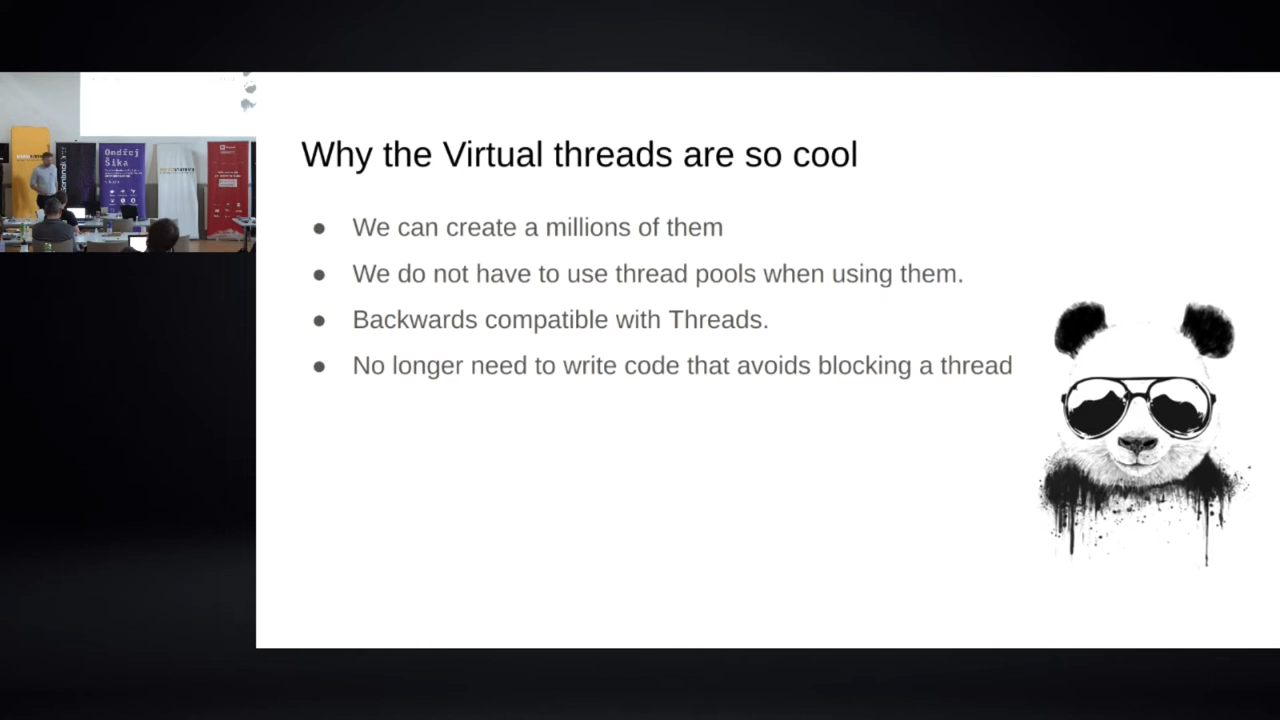 Ondřej
Šika
Why the Virtual threads are so cool
● We can create a millions of them
● We do not have to use thread pools when using them.
● Backwards compatible with Threads.
● No longer need to write code that avoids blocking a thread